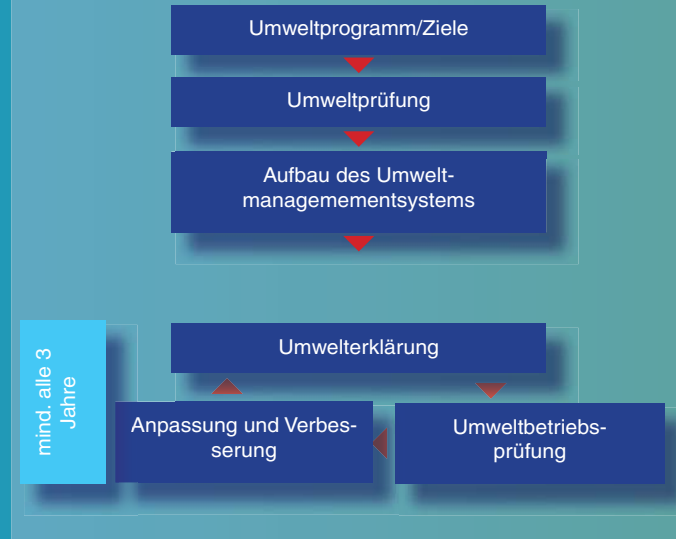 Umweltprogramm/Ziele
Umweltprüfung
Aufbau des Umwelt-
managemementsystems
Umwelterklärung
mind. alle 3
Jahre
Anpassung und Verbes-
serung
Umweltbetriebs-
prüfung